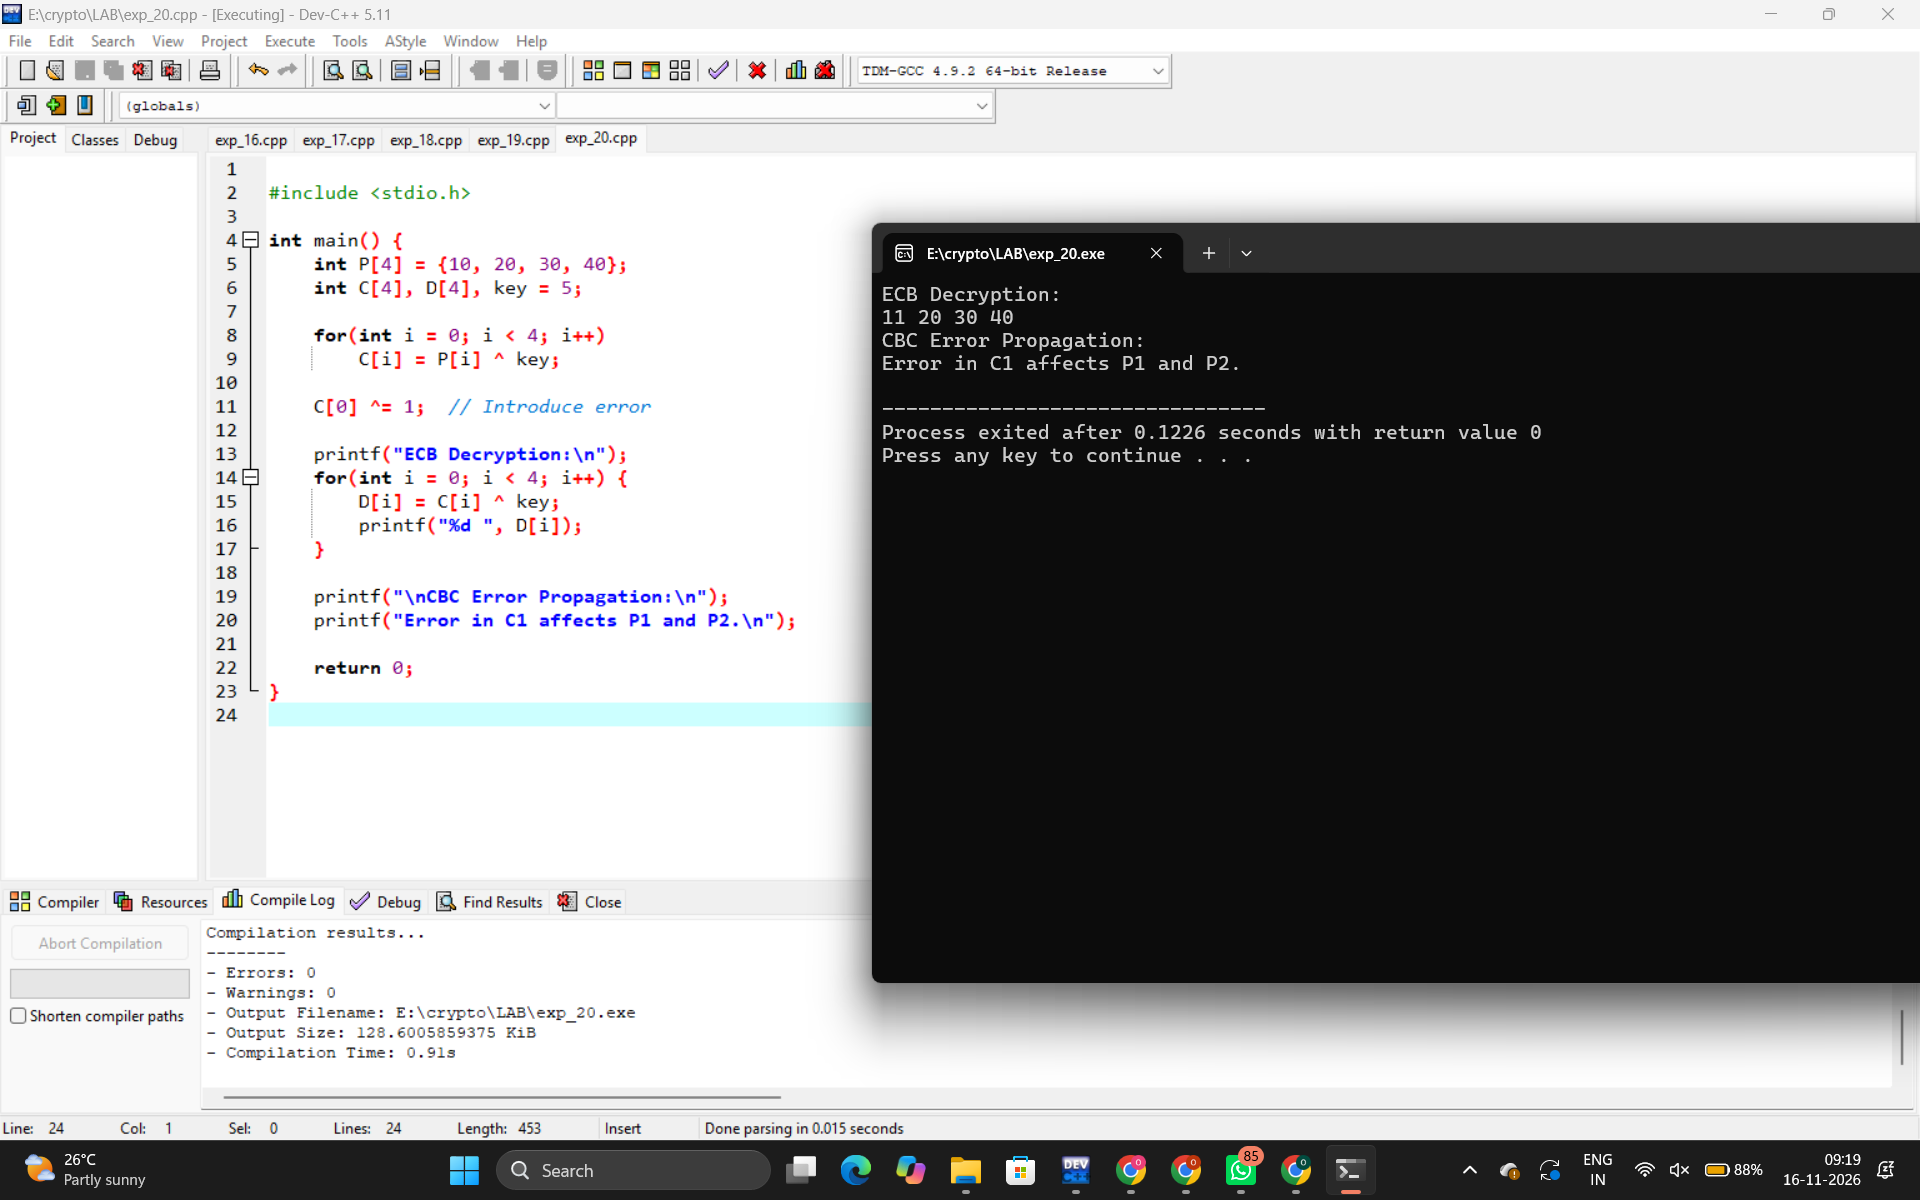 E:\crypto\LAB\exp_20.cpp - [Executing] - Dev-C++ 5.11
File Edit Search View Project Execute Tools AStyle Window Help
TDM-GCC 4.9.2 64-bit Release
(globals)
Project Classes Debug
exp_16.cpp exp_17.cpp exp_18.cpp exp_19.cpp exp_20.cpp
1
2 #include <stdio.h>
3
4 int main() {
5 int P[4] = {10, 20, 30, 40};
6 int C[4], D[4], key = 5;
7
8 for(int i = 0; i < 4; i++)
9 C[i] = P[i] ^ key;
10
11 C[0] ^= 1; // Introduce error
12
13 printf("ECB Decryption:\n");
14 for(int i = 0; i < 4; i++) {
15 D[i] = C[i] ^ key;
16 printf("%d ", D[i]);
17 }
18
19 printf("\nCBC Error Propagation:\n");
20 printf("Error in C1 affects P1 and P2.\n");
21
22 return 0;
23 }
24
E:\crypto\LAB\exp_20.exe
ECB Decryption:
11 20 30 40
CBC Error Propagation:
Error in C1 affects P1 and P2.
--------------------------------
Process exited after 0.1226 seconds with return value 0
Press any key to continue . . .
Compiler Resources Compile Log Debug Find Results Close
Abort Compilation
Shorten compiler paths
Compilation results...
--------
- Errors: 0
- Warnings: 0
- Output Filename: E:\crypto\LAB\exp_20.exe
- Output Size: 128.6005859375 KiB
- Compilation Time: 0.91s
Line: 24 Col: 1 Sel: 0 Lines: 24 Length: 453 Insert Done parsing in 0.015 seconds
26°C
Partly sunny
Search
DEV
85
ENG
IN
88%
09:19
16-11-2026